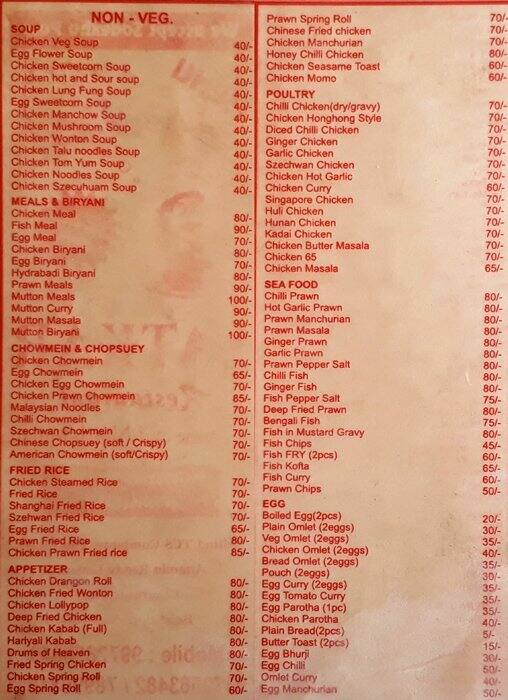 NON - VEG.
SOUP
Chicken Veg Soup 40/-
Egg Flower Soup 40/-
Chicken Sweetcorn Soup 40/-
Chicken hot and Sour soup 40/-
Chicken Lung Fung Soup 40/-
Egg Sweetcorn Soup 40/-
Chicken Manchow Soup 40/-
Chicken Mushroom Soup 40/-
Chicken Wonton Soup 40/-
Chicken Talu noodles Soup 40/-
Chicken Tom Yum Soup 40/-
Chicken Noodles Soup 40/-
Chicken Szecuhuam Soup 40/-
MEALS & BIRYANI
Chicken Meal 80/-
Fish Meal 90/-
Egg Meal 70/-
Chicken Biryani 80/-
Egg Biryani 70/-
Hydrabadi Biryani 80/-
Prawn Meals 90/-
Mutton Meals 100/-
Mutton Curry 90/-
Mutton Masala 90/-
Mutton Biryani 100/-
CHOWMEIN & CHOPSUEY
Chicken Chowmein 70/-
Egg Chowmein 65/-
Chicken Egg Chowmein 70/-
Chicken Prawn Chowmein 85/-
Malaysian Noodles 70/-
Chilli Chowmein 70/-
Szechwan Chowmein 70/-
Chinese Chopsuey (soft / Crispy) 70/-
American Chowmein (soft/Crispy) 70/-
FRIED RICE
Chicken Steamed Rice 70/-
Fried Rice 70/-
Shanghai Fried Rice 70/-
Szehwan Fried Rice 70/-
Egg Fried Rice 65/-
Prawn Fried Rice 80/-
Chicken Prawn Fried rice 85/-
APPETIZER
Chicken Drangon Roll 80/-
Chicken Fried Wonton 80/-
Chicken Lollypop 80/-
Deep Fried Chicken 80/-
Chicken Kabab (Full) 80/-
Hariyali Kabab 80/-
Drums of Heaven 80/-
Fried Spring Chicken 70/-
Chicken Spring Roll 70/-
Egg Spring Roll 60/-
Prawn Spring Roll 70/-
Chinese Fried chicken 70/-
Chicken Manchurian 70/-
Honey Chilli Chicken 80/-
Chicken Seasame Toast 60/-
Chicken Momo 60/-
POULTRY
Chilli Chicken(dry/gravy) 70/-
Chicken Honghong Style 70/-
Diced Chilli Chicken 70/-
Ginger Chicken 70/-
Garlic Chicken 70/-
Szechwan Chicken 70/-
Chicken Hot Garlic 70/-
Chicken Curry 60/-
Singapore Chicken 70/-
Huli Chicken 70/-
Hunan Chicken 70/-
Kadai Chicken 70/-
Chicken Butter Masala 70/-
Chicken 65 70/-
Chicken Masala 65/-
SEA FOOD
Chilli Prawn 80/-
Hot Garlic Prawn 80/-
Prawn Manchurian 80/-
Prawn Masala 80/-
Ginger Prawn 80/-
Garlic Prawn 80/-
Prawn Pepper Salt 80/-
Chilli Fish 80/-
Ginger Fish 80/-
Fish Pepper Salt 75/-
Deep Fried Prawn 80/-
Bengali Fish 75/-
Fish in Mustard Gravy 80/-
Fish Chips 45/-
Fish FRY (2pcs) 60/-
Fish Kofta 65/-
Fish Curry 60/-
Prawn Chips 50/-
EGG
Boiled Egg(2pcs) 20/-
Plain Omlet (2eggs) 30/-
Veg Omlet (2eggs) 35/-
Chicken Omlet (2eggs) 40/-
Bread Omlet (2eggs) 35/-
Pouch (2eggs) 30/-
Egg Curry (2eggs) 35/-
Egg Tomato Curry 35/-
Egg Parotha (1pc) 35/-
Chicken Parotha 40/-
Plain Bread(2pcs) 5/-
Butter Toast (2pcs) 15/-
Egg Bhurji 30/-
Egg Chilli 50/-
Omlet Curry 40/-
Egg Manchurian 50/-